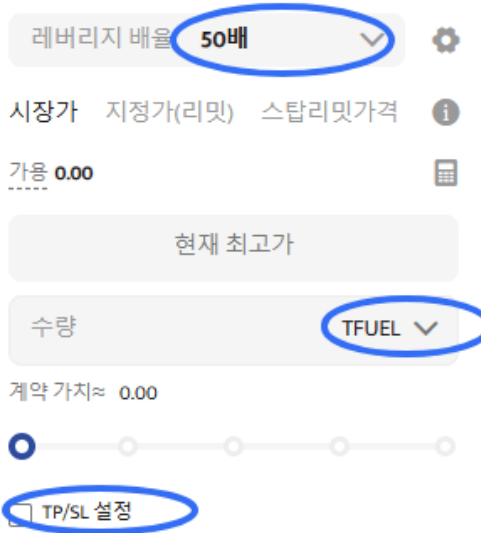 레버리지 배율 50배
시장가 지정가(리밋) 스탑리밋가격
가용 0.00
현재 최고가
수량 TFUEL
계약 가치≈ 0.00
TP/SL 설정